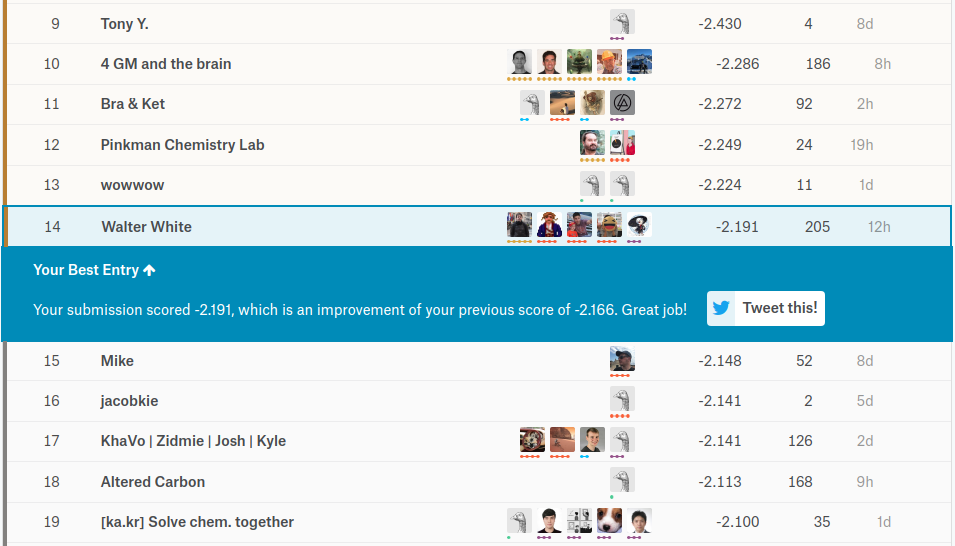 9 Tony Y. -2.430 4 8d
10 4 GM and the brain -2.286 186 8h
11 Bra & Ket -2.272 92 2h
12 Pinkman Chemistry Lab -2.249 24 19h
13 wowwow -2.224 11 1d
14 Walter White -2.191 205 12h
Your Best Entry ↑
Your submission scored -2.191, which is an improvement of your previous score of -2.166. Great job! Tweet this!
15 Mike -2.148 52 8d
16 jacobkie -2.141 2 5d
17 KhaVo | Zidmie | Josh | Kyle -2.141 126 2d
18 Altered Carbon -2.113 168 9h
19 [ka.kr] Solve chem. together -2.100 35 1d